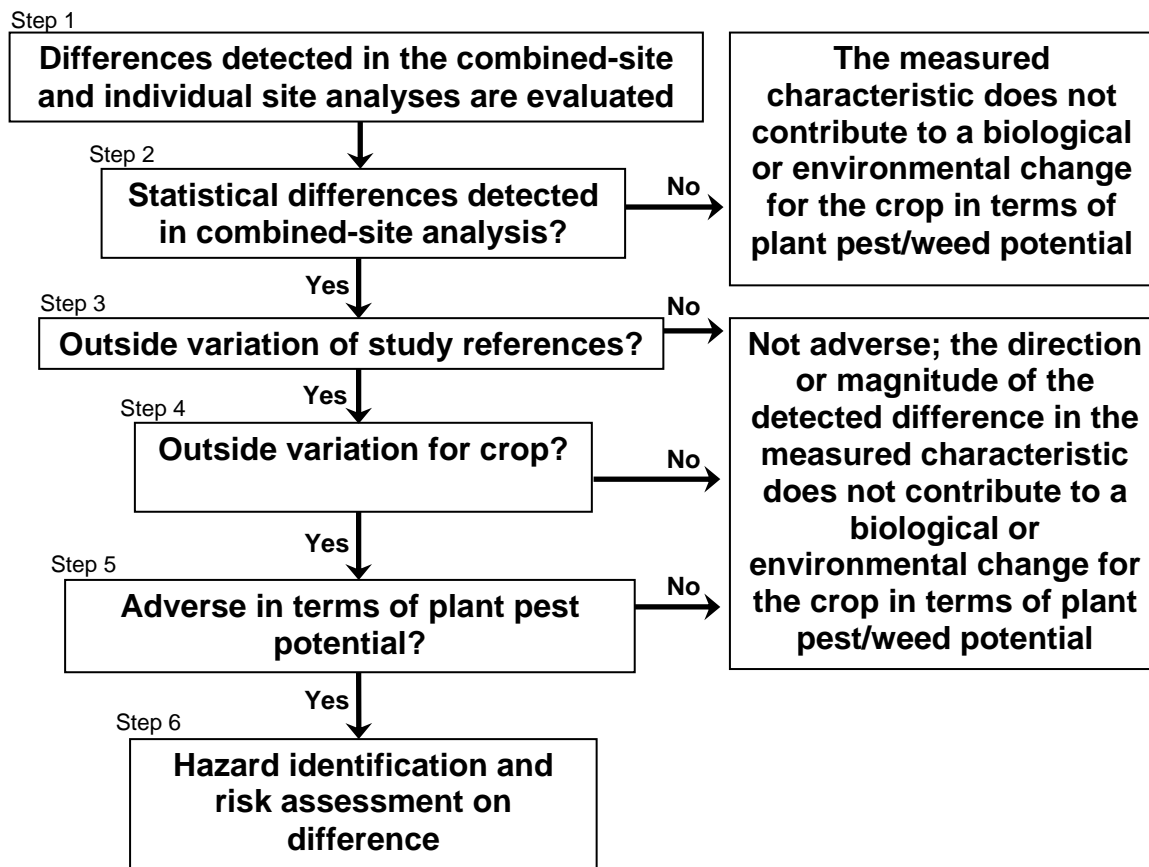 Step 1
Differences detected in the combined-site
and individual site analyses are evaluated
The measured
characteristic does not
contribute to a biological
or environmental change
for the crop in terms of
plant pest/weed potential
Step 2
Statistical differences detected
in combined-site analysis?
No
Yes
Step 3
Outside variation of study references?
No
Not adverse; the direction
or magnitude of the
detected difference in the
measured characteristic
does not contribute to a
biological or
environmental change for
the crop in terms of plant
pest/weed potential
Yes
Step 4
Outside variation for crop?
No
Yes
Step 5
Adverse in terms of plant pest
potential?
No
Yes
Step 6
Hazard identification and
risk assessment on
difference